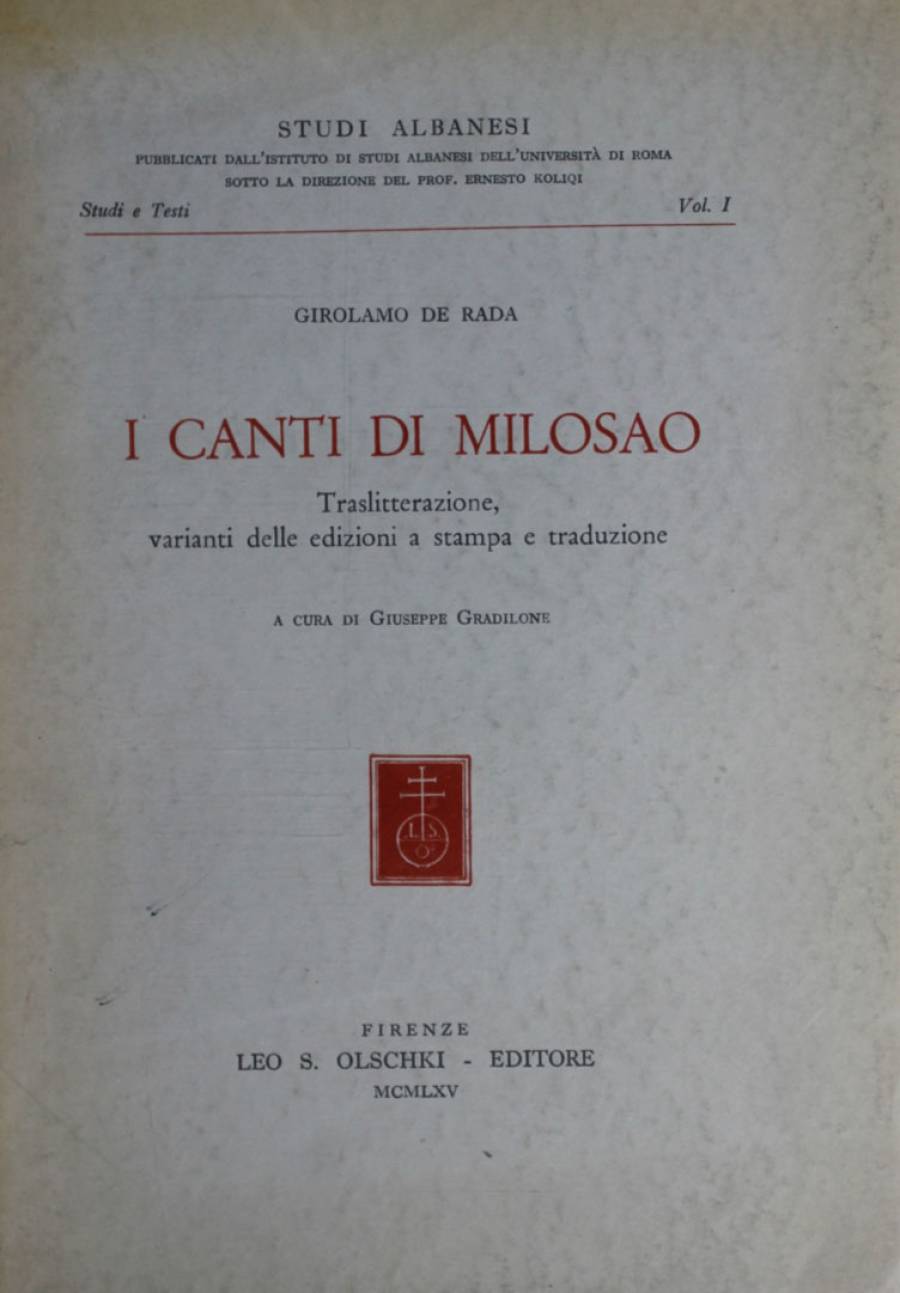 STUDI ALBANESI
PUBBLICATI DALL'ISTITUTO DI STUDI ALBANESI DELL'UNIVERSITÀ DI ROMA
SOTTO LA DIREZIONE DEL PROF. ERNESTO KOLIQI
Studi e Testi Vol. I
GIROLAMO DE RADA
I CANTI DI MILOSAO
Traslitterazione,
varianti delle edizioni a stampa e traduzione
A CURA DI GIUSEPPE GRADILONE
L. S.
O
FIRENZE
LEO S. OLSCHKI - EDITORE
MCMLXV